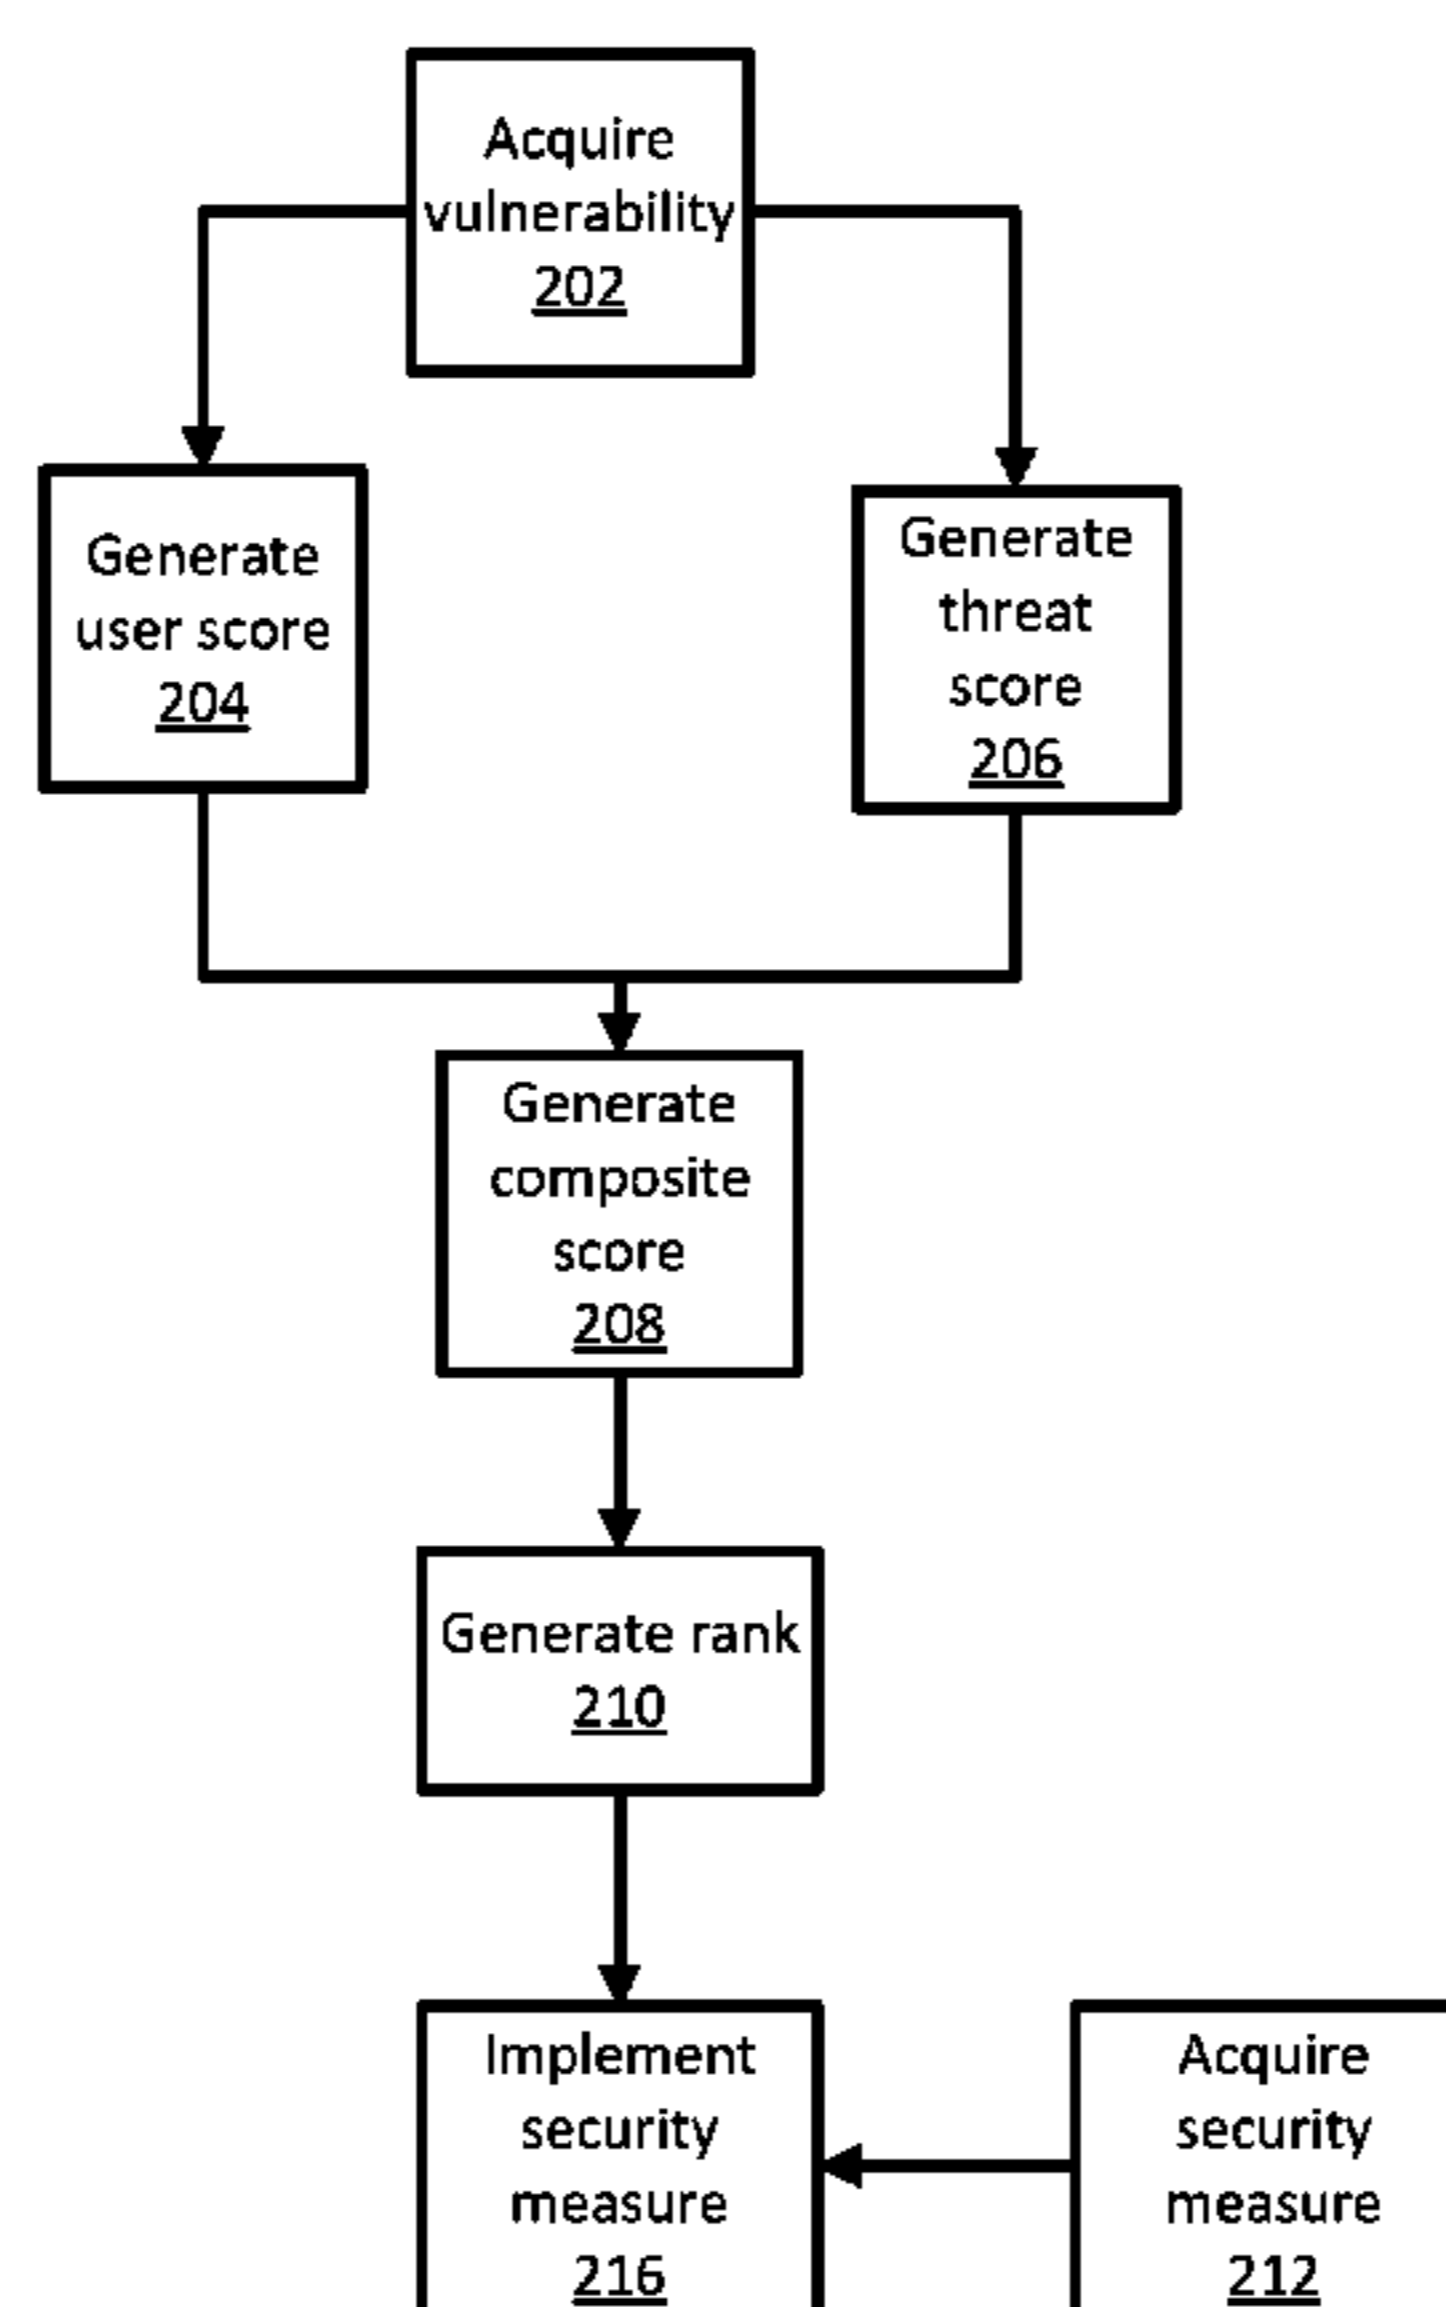 Acquire
vulnerability
202
Generate
user score
204
Generate
threat
score
206
Generate
composite
score
208
Generate rank
210
Implement
security
measure
216
Acquire
security
measure
212